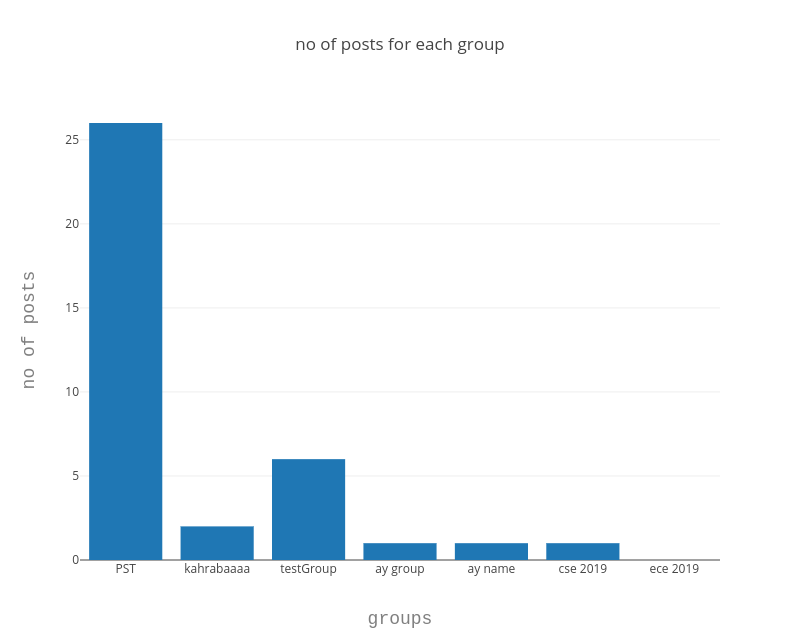 no of posts for each group
25
20
15
10
5
0
no of posts
PST kahrabaaaa testGroup ay group ay name cse 2019 ece 2019
groups